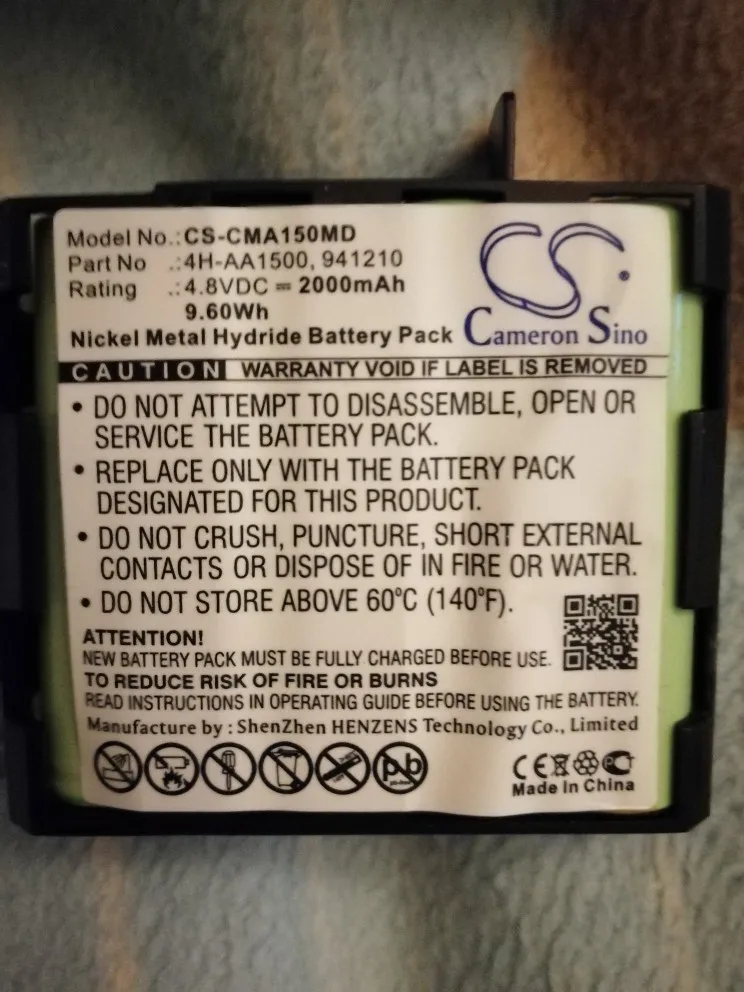 Model No.: CS-CMA150MD
Part No .: 4H-AA1500, 941210
Rating .: 4.8VDC ⎓ 2000mAh
9.60Wh
Nickel Metal Hydride Battery Pack
CS
Cameron Sino
CAUTION WARRANTY VOID IF LABEL IS REMOVED
• DO NOT ATTEMPT TO DISASSEMBLE, OPEN OR
SERVICE THE BATTERY PACK.
• REPLACE ONLY WITH THE BATTERY PACK
DESIGNATED FOR THIS PRODUCT.
• DO NOT CRUSH, PUNCTURE, SHORT EXTERNAL
CONTACTS OR DISPOSE OF IN FIRE OR WATER.
• DO NOT STORE ABOVE 60°C (140°F).
ATTENTION!
NEW BATTERY PACK MUST BE FULLY CHARGED BEFORE USE.
TO REDUCE RISK OF FIRE OR BURNS
READ INSTRUCTIONS IN OPERATING GUIDE BEFORE USING THE BATTERY.
Manufacture by : ShenZhen HENZENS Technology Co., Limited
Pb
CE
Made In China